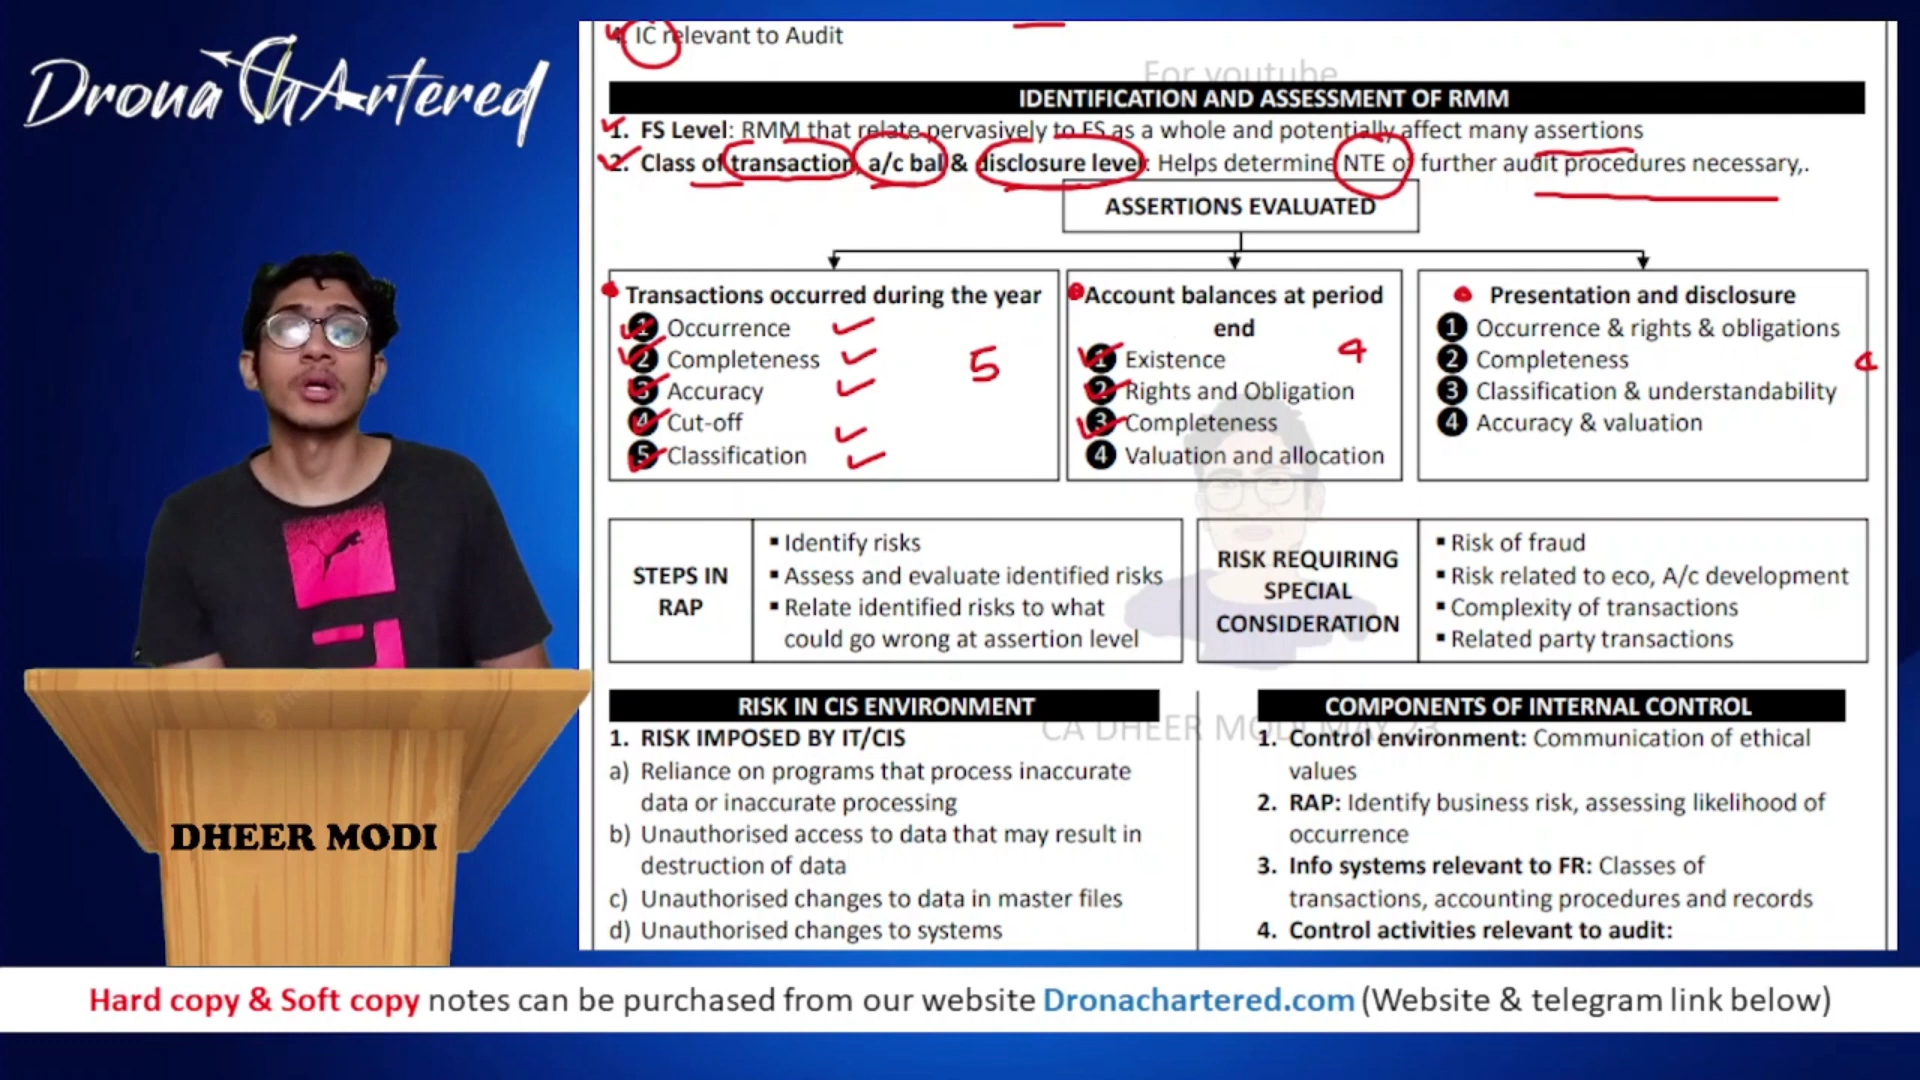 Drona CHArtered
4. IC relevant to Audit
For youtube
IDENTIFICATION AND ASSESSMENT OF RMM
1. FS Level: RMM that relate pervasively to FS as a whole and potentially affect many assertions
2. Class of transaction, a/c bal & disclosure level: Helps determine NTE of further audit procedures necessary,.
ASSERTIONS EVALUATED
Transactions occurred during the year
1 Occurrence
2 Completeness
3 Accuracy
4 Cut-off
5 Classification
5
Account balances at period
end
1 Existence
2 Rights and Obligation
3 Completeness
4 Valuation and allocation
4
Presentation and disclosure
1 Occurrence & rights & obligations
2 Completeness
3 Classification & understandability
4 Accuracy & valuation
4
STEPS IN
RAP
▪ Identify risks
▪ Assess and evaluate identified risks
▪ Relate identified risks to what
could go wrong at assertion level
RISK REQUIRING
SPECIAL
CONSIDERATION
▪ Risk of fraud
▪ Risk related to eco, A/c development
▪ Complexity of transactions
▪ Related party transactions
RISK IN CIS ENVIRONMENT
1. RISK IMPOSED BY IT/CIS
a) Reliance on programs that process inaccurate
data or inaccurate processing
b) Unauthorised access to data that may result in
destruction of data
c) Unauthorised changes to data in master files
d) Unauthorised changes to systems
CA DHEER MODI MAY 23
COMPONENTS OF INTERNAL CONTROL
1. Control environment: Communication of ethical
values
2. RAP: Identify business risk, assessing likelihood of
occurrence
3. Info systems relevant to FR: Classes of
transactions, accounting procedures and records
4. Control activities relevant to audit:
DHEER MODI
Hard copy & Soft copy notes can be purchased from our website Dronachartered.com (Website & telegram link below)